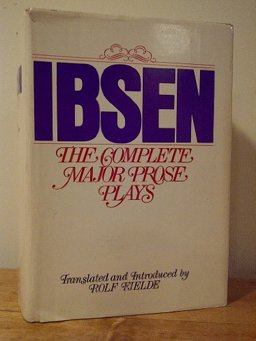 IBSEN
THE COMPLETE
MAJOR PROSE
PLAYS
Translated and Introduced by
ROLF FJELDE